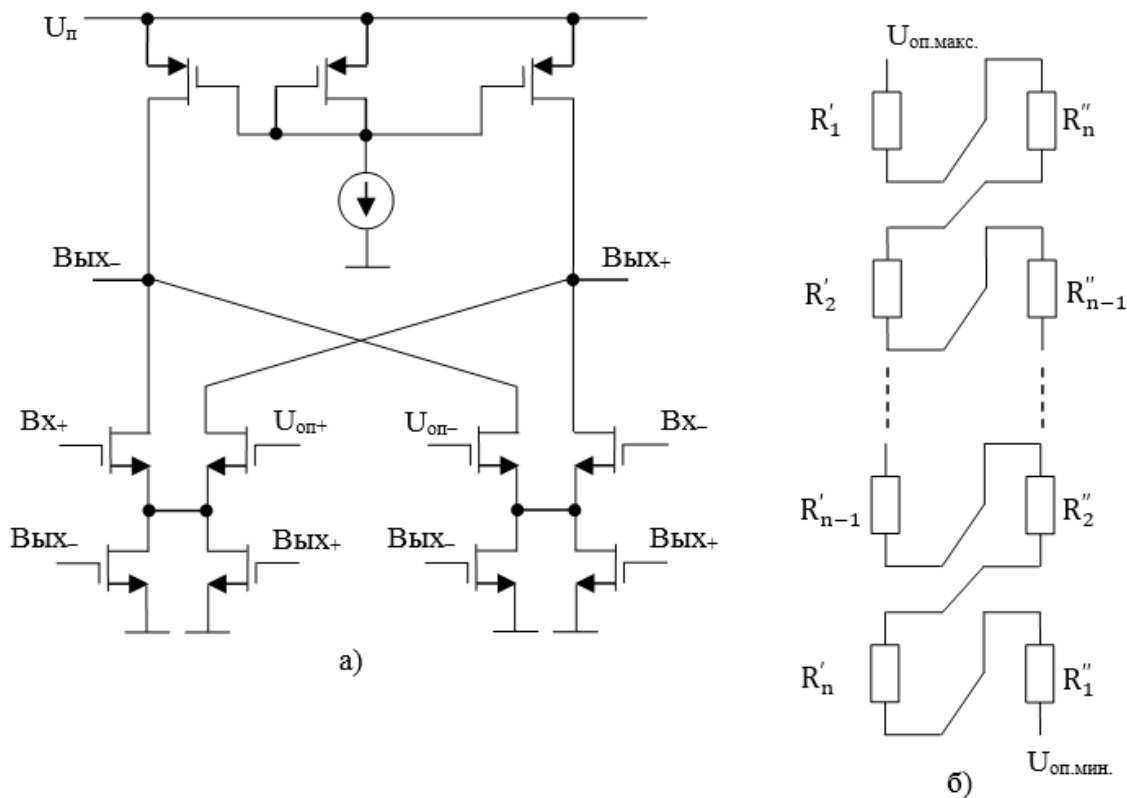 Uп
Вых₋
Вых₊
Вх₊
Uоп₊
Uоп₋
Вх₋
Вых₋
Вых₊
Вых₋
Вых₊
а)
Uоп.макс.
R′₁
R″ₙ
R′₂
R″ₙ₋₁
R′ₙ₋₁
R″₂
R′ₙ
R″₁
Uоп.мин.
б)